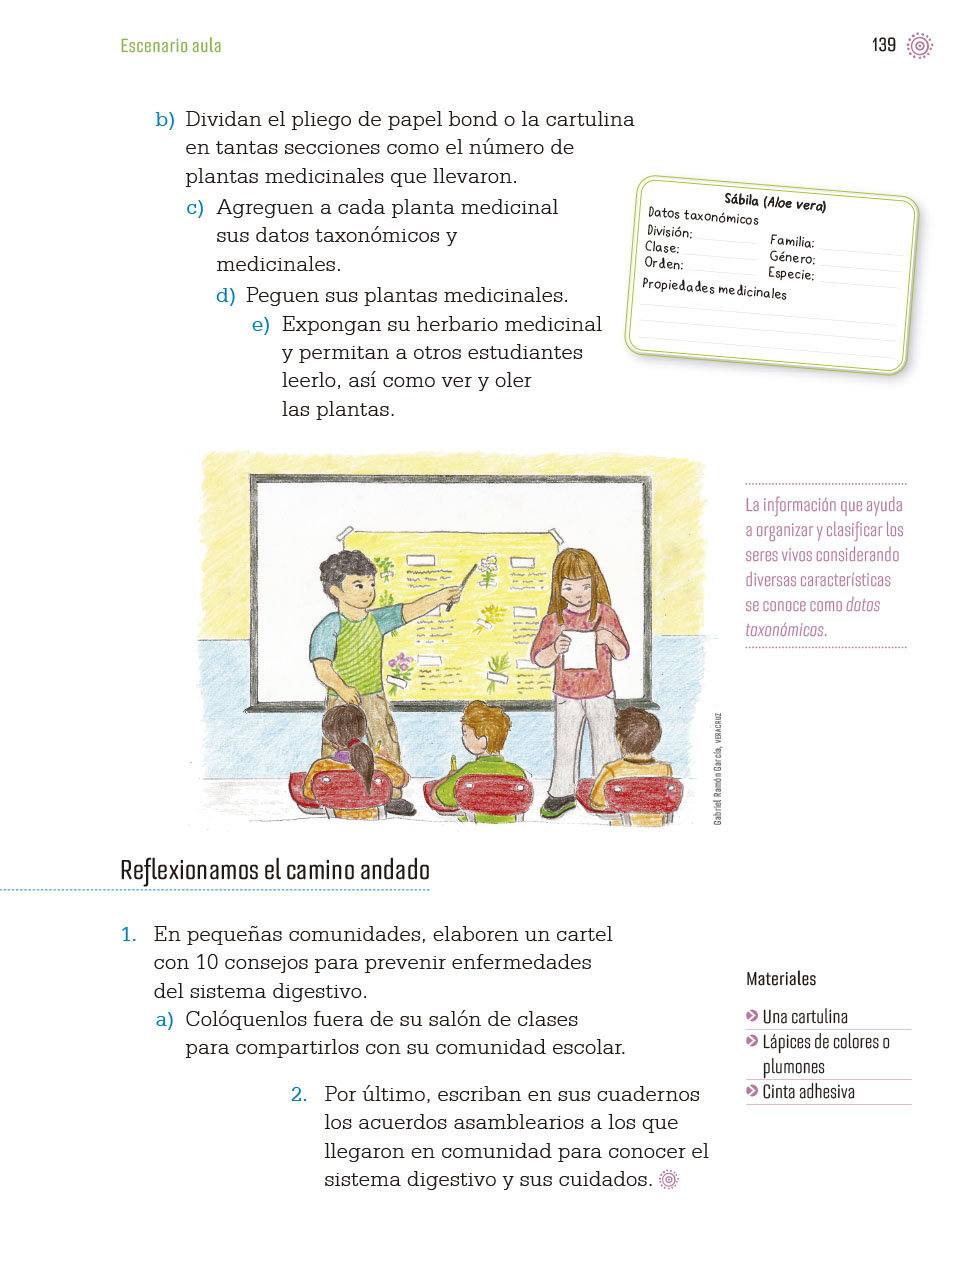 Escenario aula
139
b) Dividan el pliego de papel bond o la cartulina
en tantas secciones como el número de
plantas medicinales que llevaron.
c) Agreguen a cada planta medicinal
sus datos taxonómicos y
medicinales.
d) Peguen sus plantas medicinales.
e) Expongan su herbario medicinal
y permitan a otros estudiantes
leerlo, así como ver y oler
las plantas.
Sábila (Aloe vera)
Datos taxonómicos
División:
Clase:
Orden:
Familia:
Género:
Especie:
Propiedades medicinales
La información que ayuda
a organizar y clasificar los
seres vivos considerando
diversas características
se conoce como datos
taxonómicos.
Gabriel Ramón García, VERACRUZ
Reflexionamos el camino andado
1. En pequeñas comunidades, elaboren un cartel
con 10 consejos para prevenir enfermedades
del sistema digestivo.
a) Colóquenlos fuera de su salón de clases
para compartirlos con su comunidad escolar.
2. Por último, escriban en sus cuadernos
los acuerdos asamblearios a los que
llegaron en comunidad para conocer el
sistema digestivo y sus cuidados.
Materiales
Una cartulina
Lápices de colores o
plumones
Cinta adhesiva